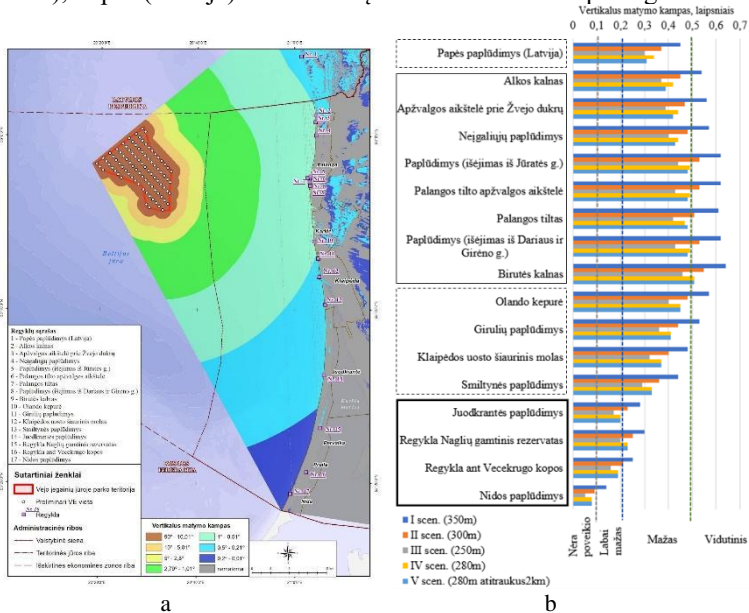 Vertikalus matymo kampas, laipsniais
0 0,1 0,2 0,3 0,4 0,5 0,6 0,7
Papės paplūdimys (Latvija)
Alkos kalnas
Apžvalgos aikštelė prie Žvejo dukrų
Neįgaliųjų paplūdimys
Paplūdimys (išėjimas iš Jūratės g.)
Palangos tilto apžvalgos aikštelė
Palangos tiltas
Paplūdimys (išėjimas iš Dariaus ir
Girėno g.)
Birutės kalnas
Olando kepurė
Girulių paplūdimys
Klaipėdos uosto šiaurinis molas
Smiltynės paplūdimys
Juodkrantės paplūdimys
Regykla Naglių gamtinis rezervatas
Regykla ant Vecekrugo kopos
Nidos paplūdimys
I scen. (350m)
II scen. (300m)
III scen. (250m)
IV scen. (280m)
V scen. (280m atitraukus2km)
Nėra
poveikio
Labai
mažas
Mažas
Vidutinis
LATVIJOS
RESPUBLIKA
Baltijos
jūra
Palanga
Klaipėda
Juodkrantė
Pervalka
Preila
Nida
Regyklų sąrašas
1 - Papės paplūdimys (Latvija)
2 - Alkos kalnas
3 - Apžvalgos aikštelė prie Žvejo dukrų
4 - Neįgaliųjų paplūdimys
5 - Paplūdimys (išėjimas iš Jūratės g.)
6 - Palangos tilto apžvalgos aikštelė
7 - Palangos tiltas
8 - Paplūdimys (išėjimas iš Dariaus ir Girėno g.)
9 - Birutės kalnas
10 - Olando kepurė
11 - Girulių paplūdimys
12 - Klaipėdos uosto šiaurinis molas
13 - Smiltynės paplūdimys
14 - Juodkrantės paplūdimys
15 - Regykla Naglių gamtinis rezervatas
16 - Regykla ant Vecekrugo kopos
17 - Nidos paplūdimys
Sutartiniai ženklai
Vėjo jėgainių jūroje parko teritorija
Preliminari VE vieta
Regykla
Administracinės ribos
Valstybinė siena
Teritorinės jūros riba
Išskirtinės ekonominės zonos riba
Vertikalus matymo kampas
a
b